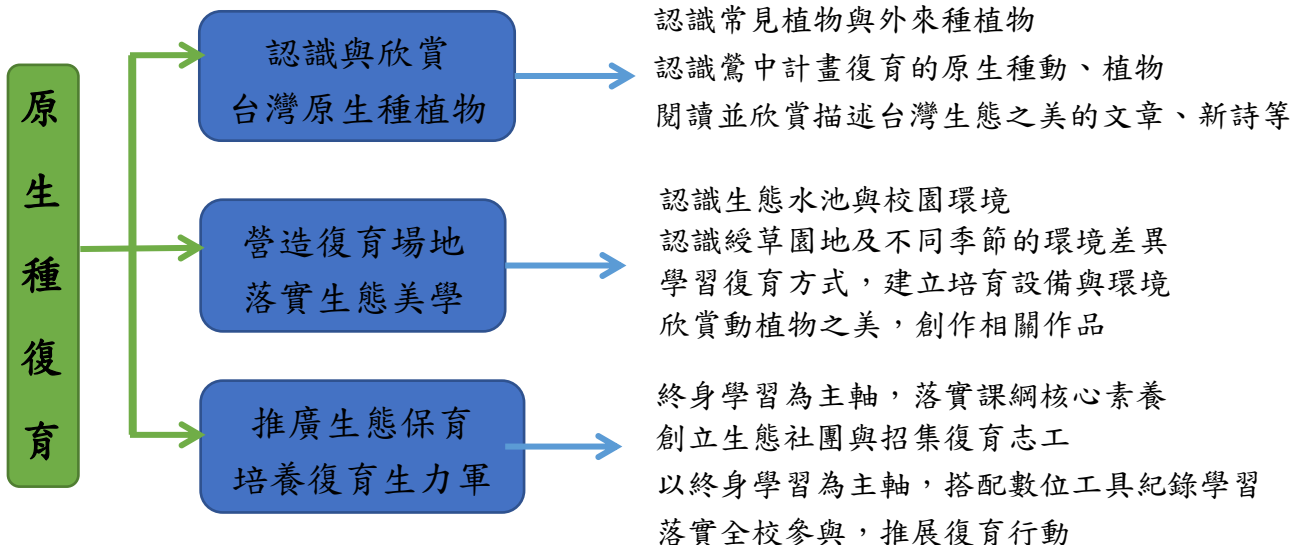 原生種復育
認識與欣賞
台灣原生種植物
認識常見植物與外來種植物
認識鶯中計畫復育的原生種動、植物
閱讀並欣賞描述台灣生態之美的文章、新詩等
營造復育場地
落實生態美學
認識生態水池與校園環境
認識綬草園地及不同季節的環境差異
學習復育方式，建立培育設備與環境
欣賞動植物之美，創作相關作品
推廣生態保育
培養復育生力軍
終身學習為主軸，落實課綱核心素養
創立生態社團與招集復育志工
以終身學習為主軸，搭配數位工具紀錄學習
落實全校參與，推展復育行動